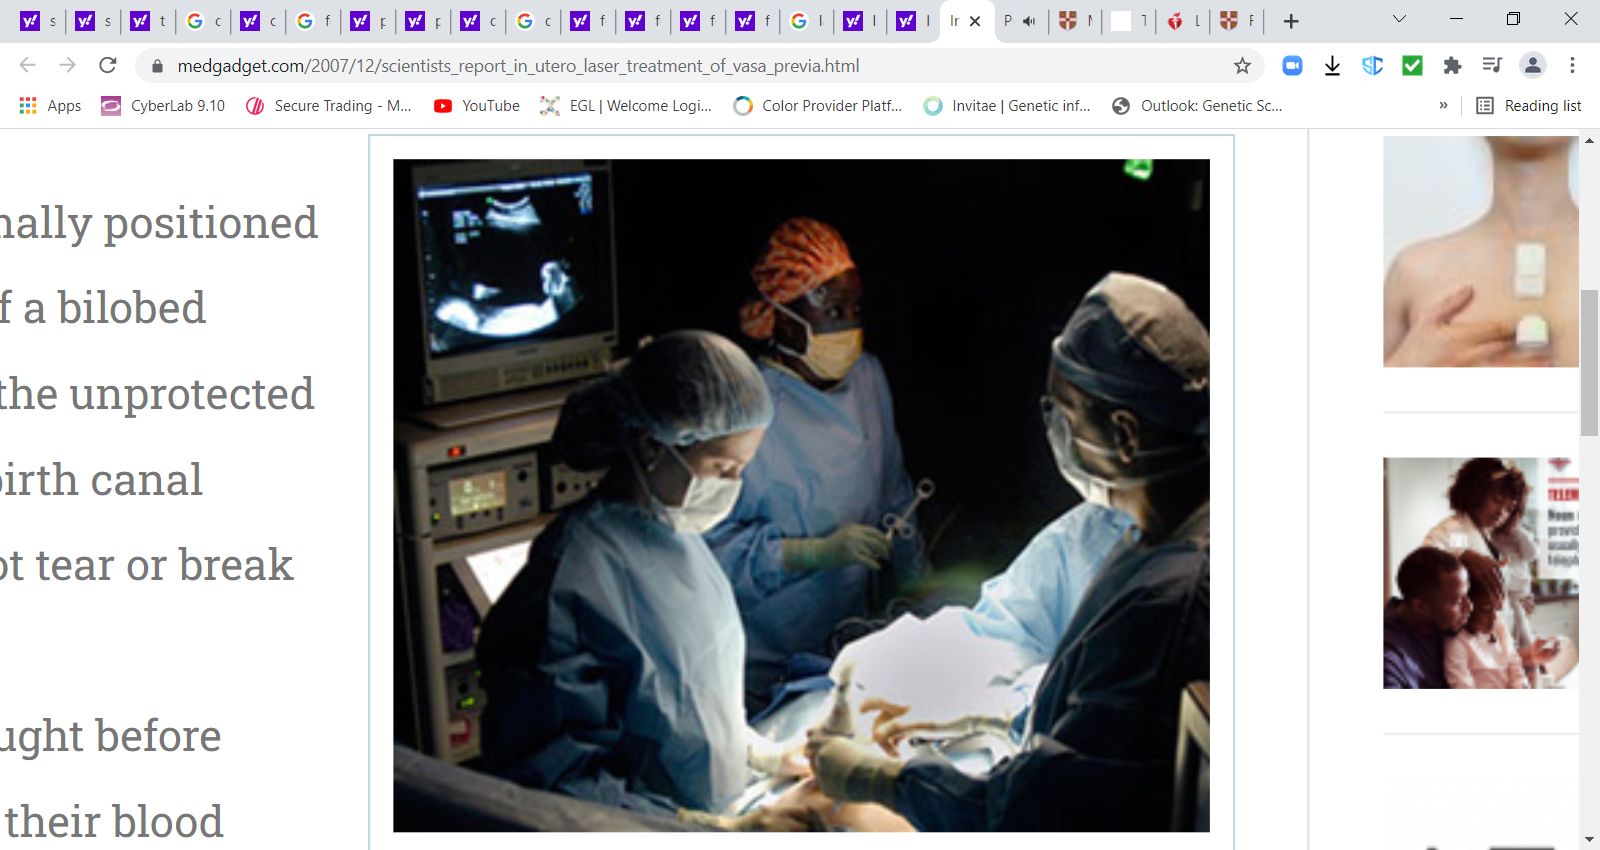 s
s
t
c
c
f
p
p
c
c
f
f
f
f
l
l
l
Ir
P
T
L
F
medgadget.com/2007/12/scientists_report_in_utero_laser_treatment_of_vasa_previa.html
Apps
CyberLab 9.10
Secure Trading - M...
YouTube
EGL | Welcome Logi...
Color Provider Platf...
Invitae | Genetic inf...
Outlook: Genetic Sc...
»
Reading list
nally positioned
f a bilobed
the unprotected
birth canal
ot tear or break
ught before
their blood